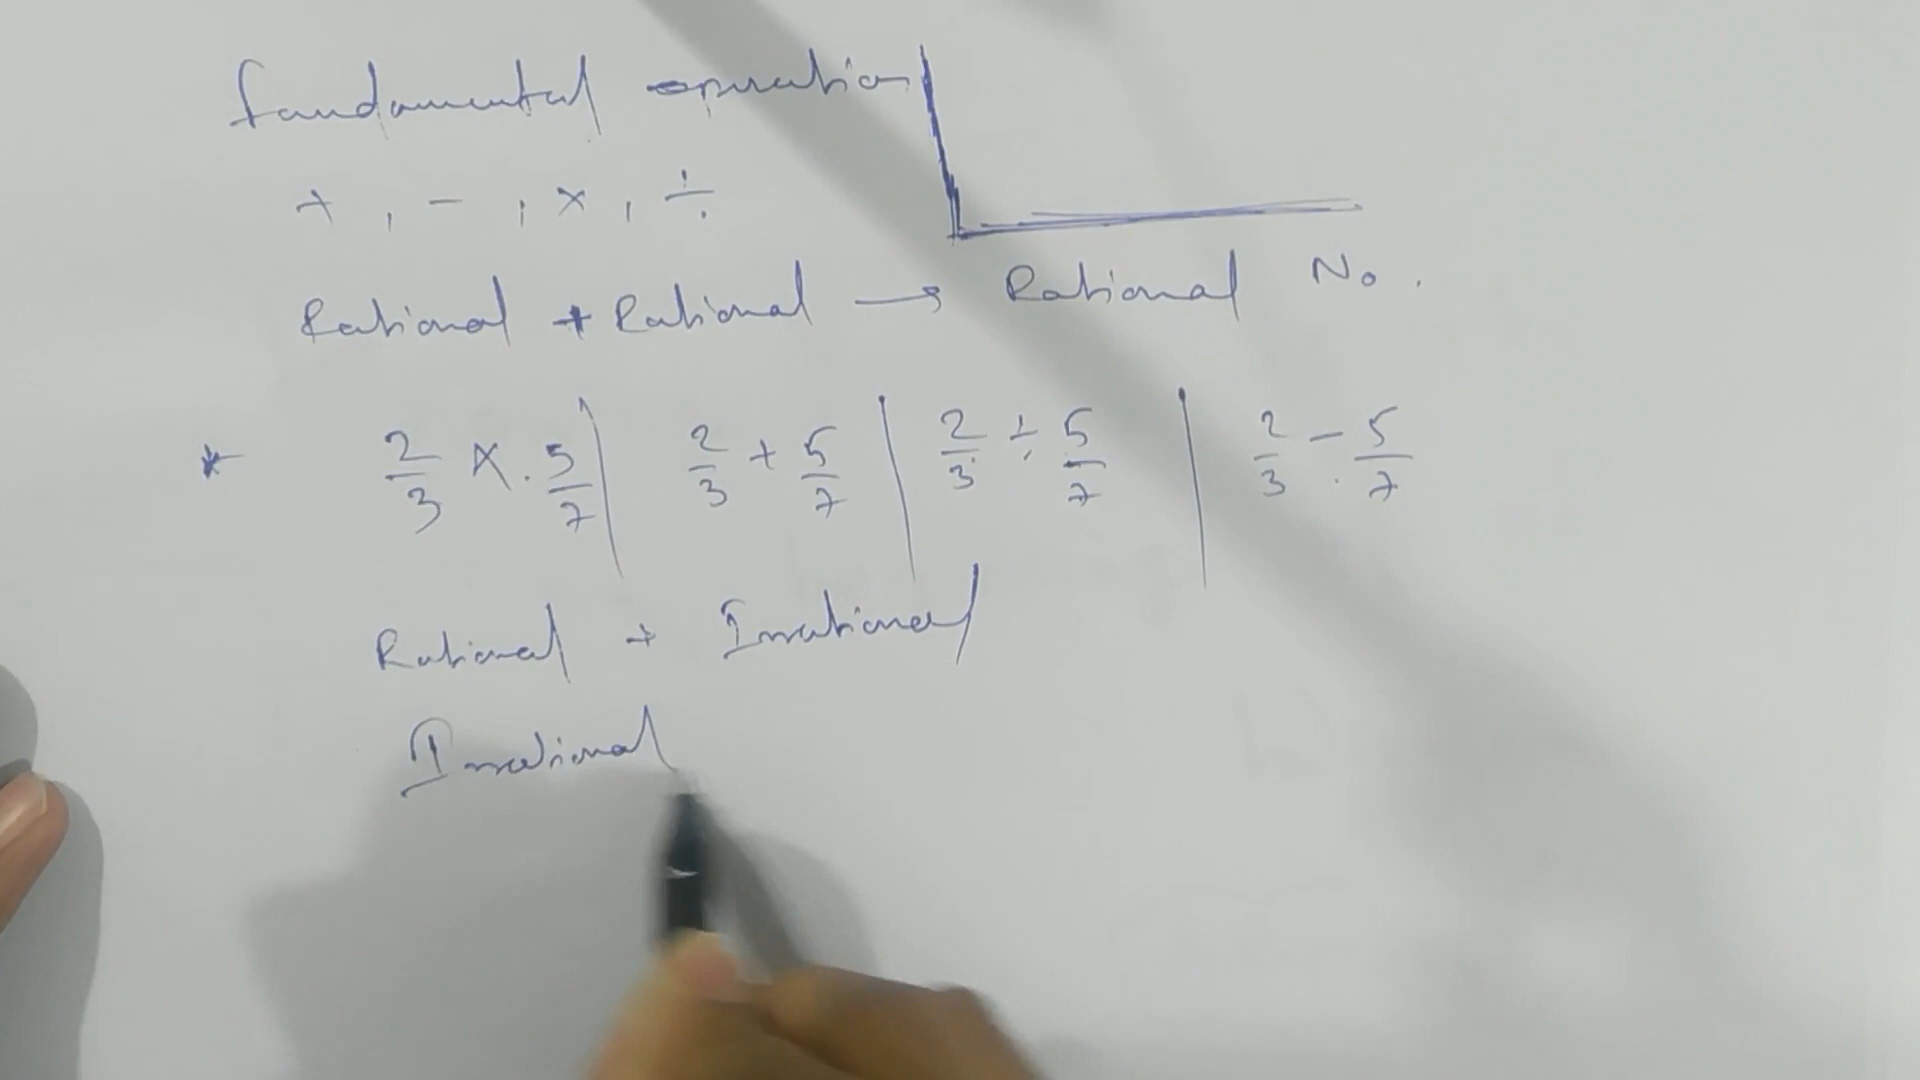 fundamental operation
+ , - , × , ÷
Rational + Rational → Rational No.
* 2/3 × . 5/7 | 2/3 + 5/7 | 2/3 ÷ 5/7 | 2/3 - 5/7
Rational + Irrational
Irrational